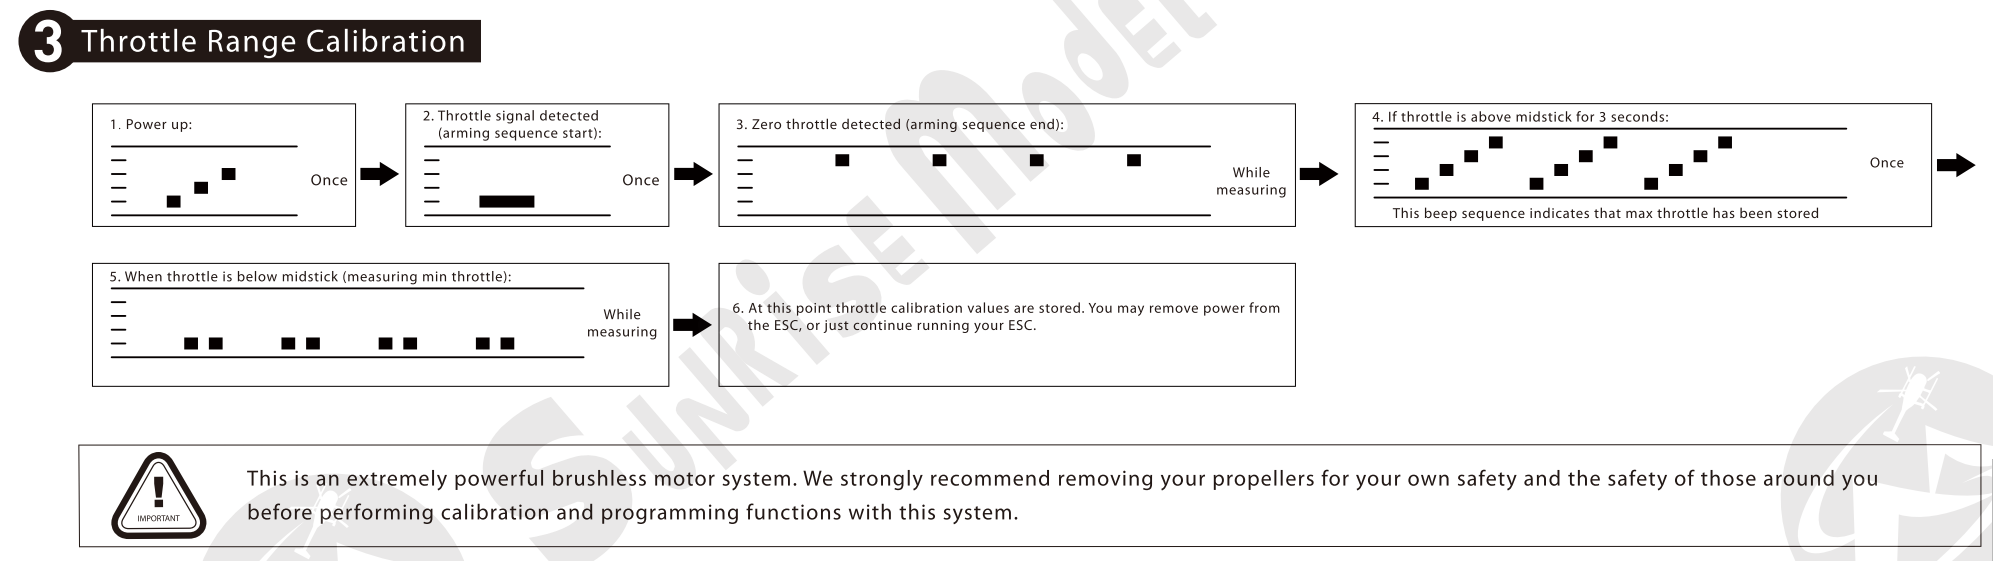 3 Throttle Range Calibration
1. Power up:
Once
2. Throttle signal detected
(arming sequence start):
Once
3. Zero throttle detected (arming sequence end):
While
measuring
4. If throttle is above midstick for 3 seconds:
Once
This beep sequence indicates that max throttle has been stored
5. When throttle is below midstick (measuring min throttle):
While
measuring
6. At this point throttle calibration values are stored. You may remove power from
the ESC, or just continue running your ESC.
SUNRISE MODEL
!
IMPORTANT
This is an extremely powerful brushless motor system. We strongly recommend removing your propellers for your own safety and the safety of those around you
before performing calibration and programming functions with this system.